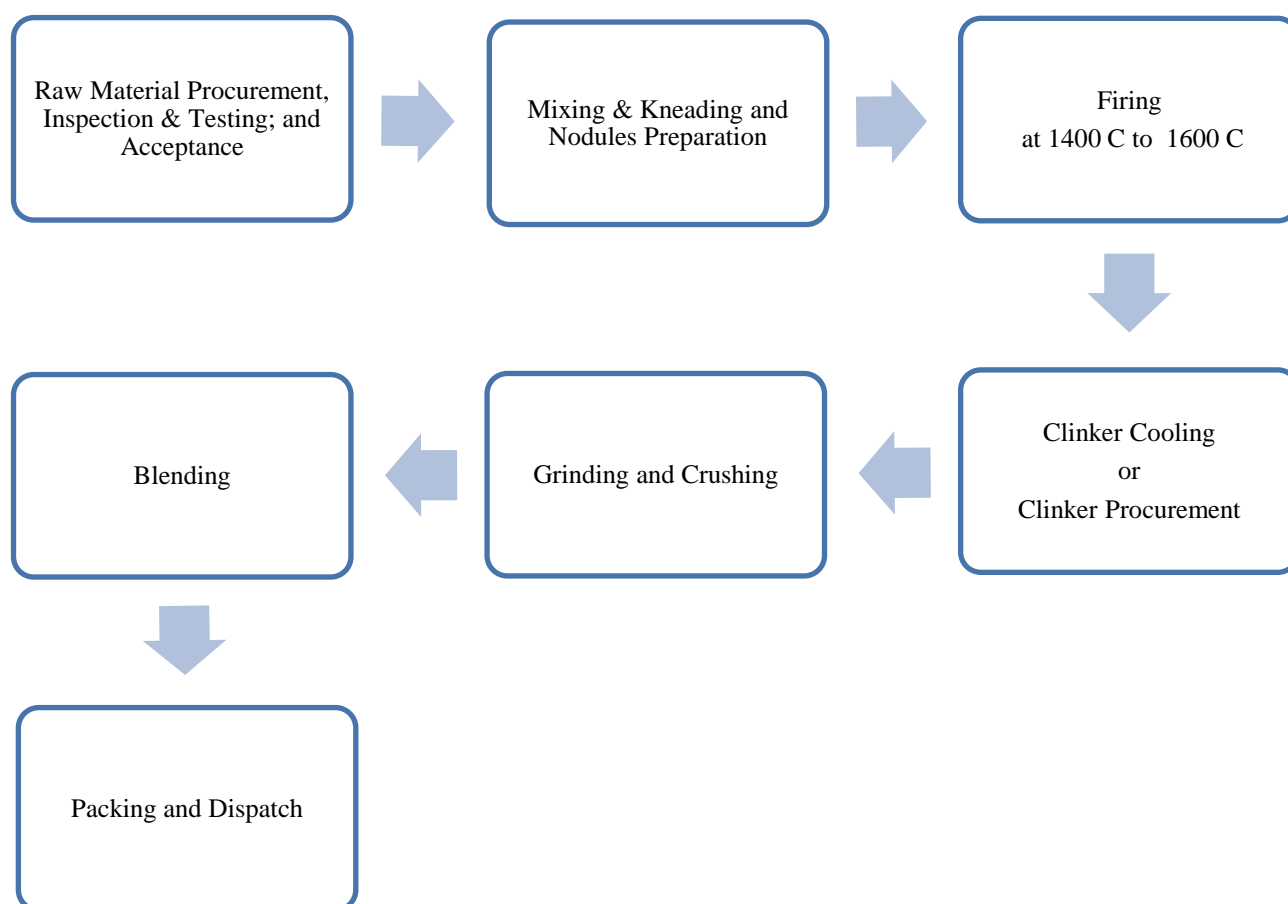 Raw Material Procurement,
Inspection & Testing; and
Acceptance
Mixing & Kneading and
Nodules Preparation
Firing
at 1400 C to  1600 C
Clinker Cooling
or
Clinker Procurement
Grinding and Crushing
Blending
Packing and Dispatch